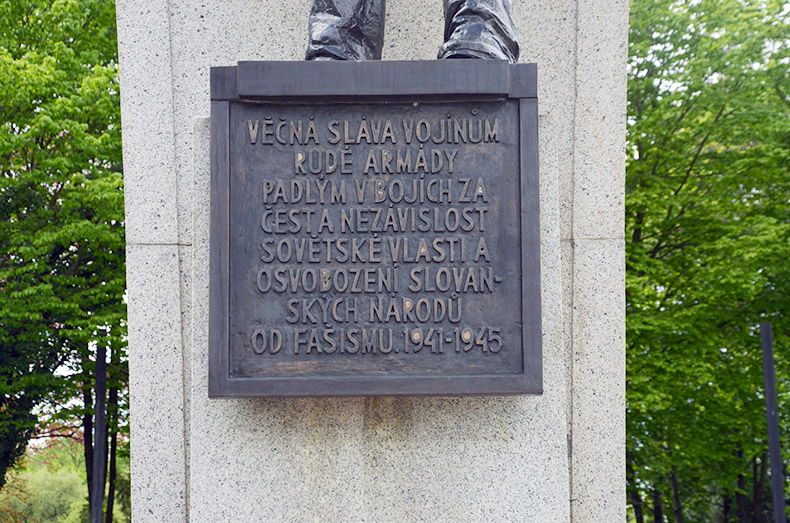 VĚČNÁ SLÁVA VOJÍNŮM
RUDÉ ARMÁDY
PADLÝM V BOJÍCH ZA
ČEST A NEZÁVISLOST
SOVĚTSKÉ VLASTI A
OSVOBOZENÍ SLOVAN-
SKÝCH NÁRODŮ
OD FAŠISMU. 1941-1945